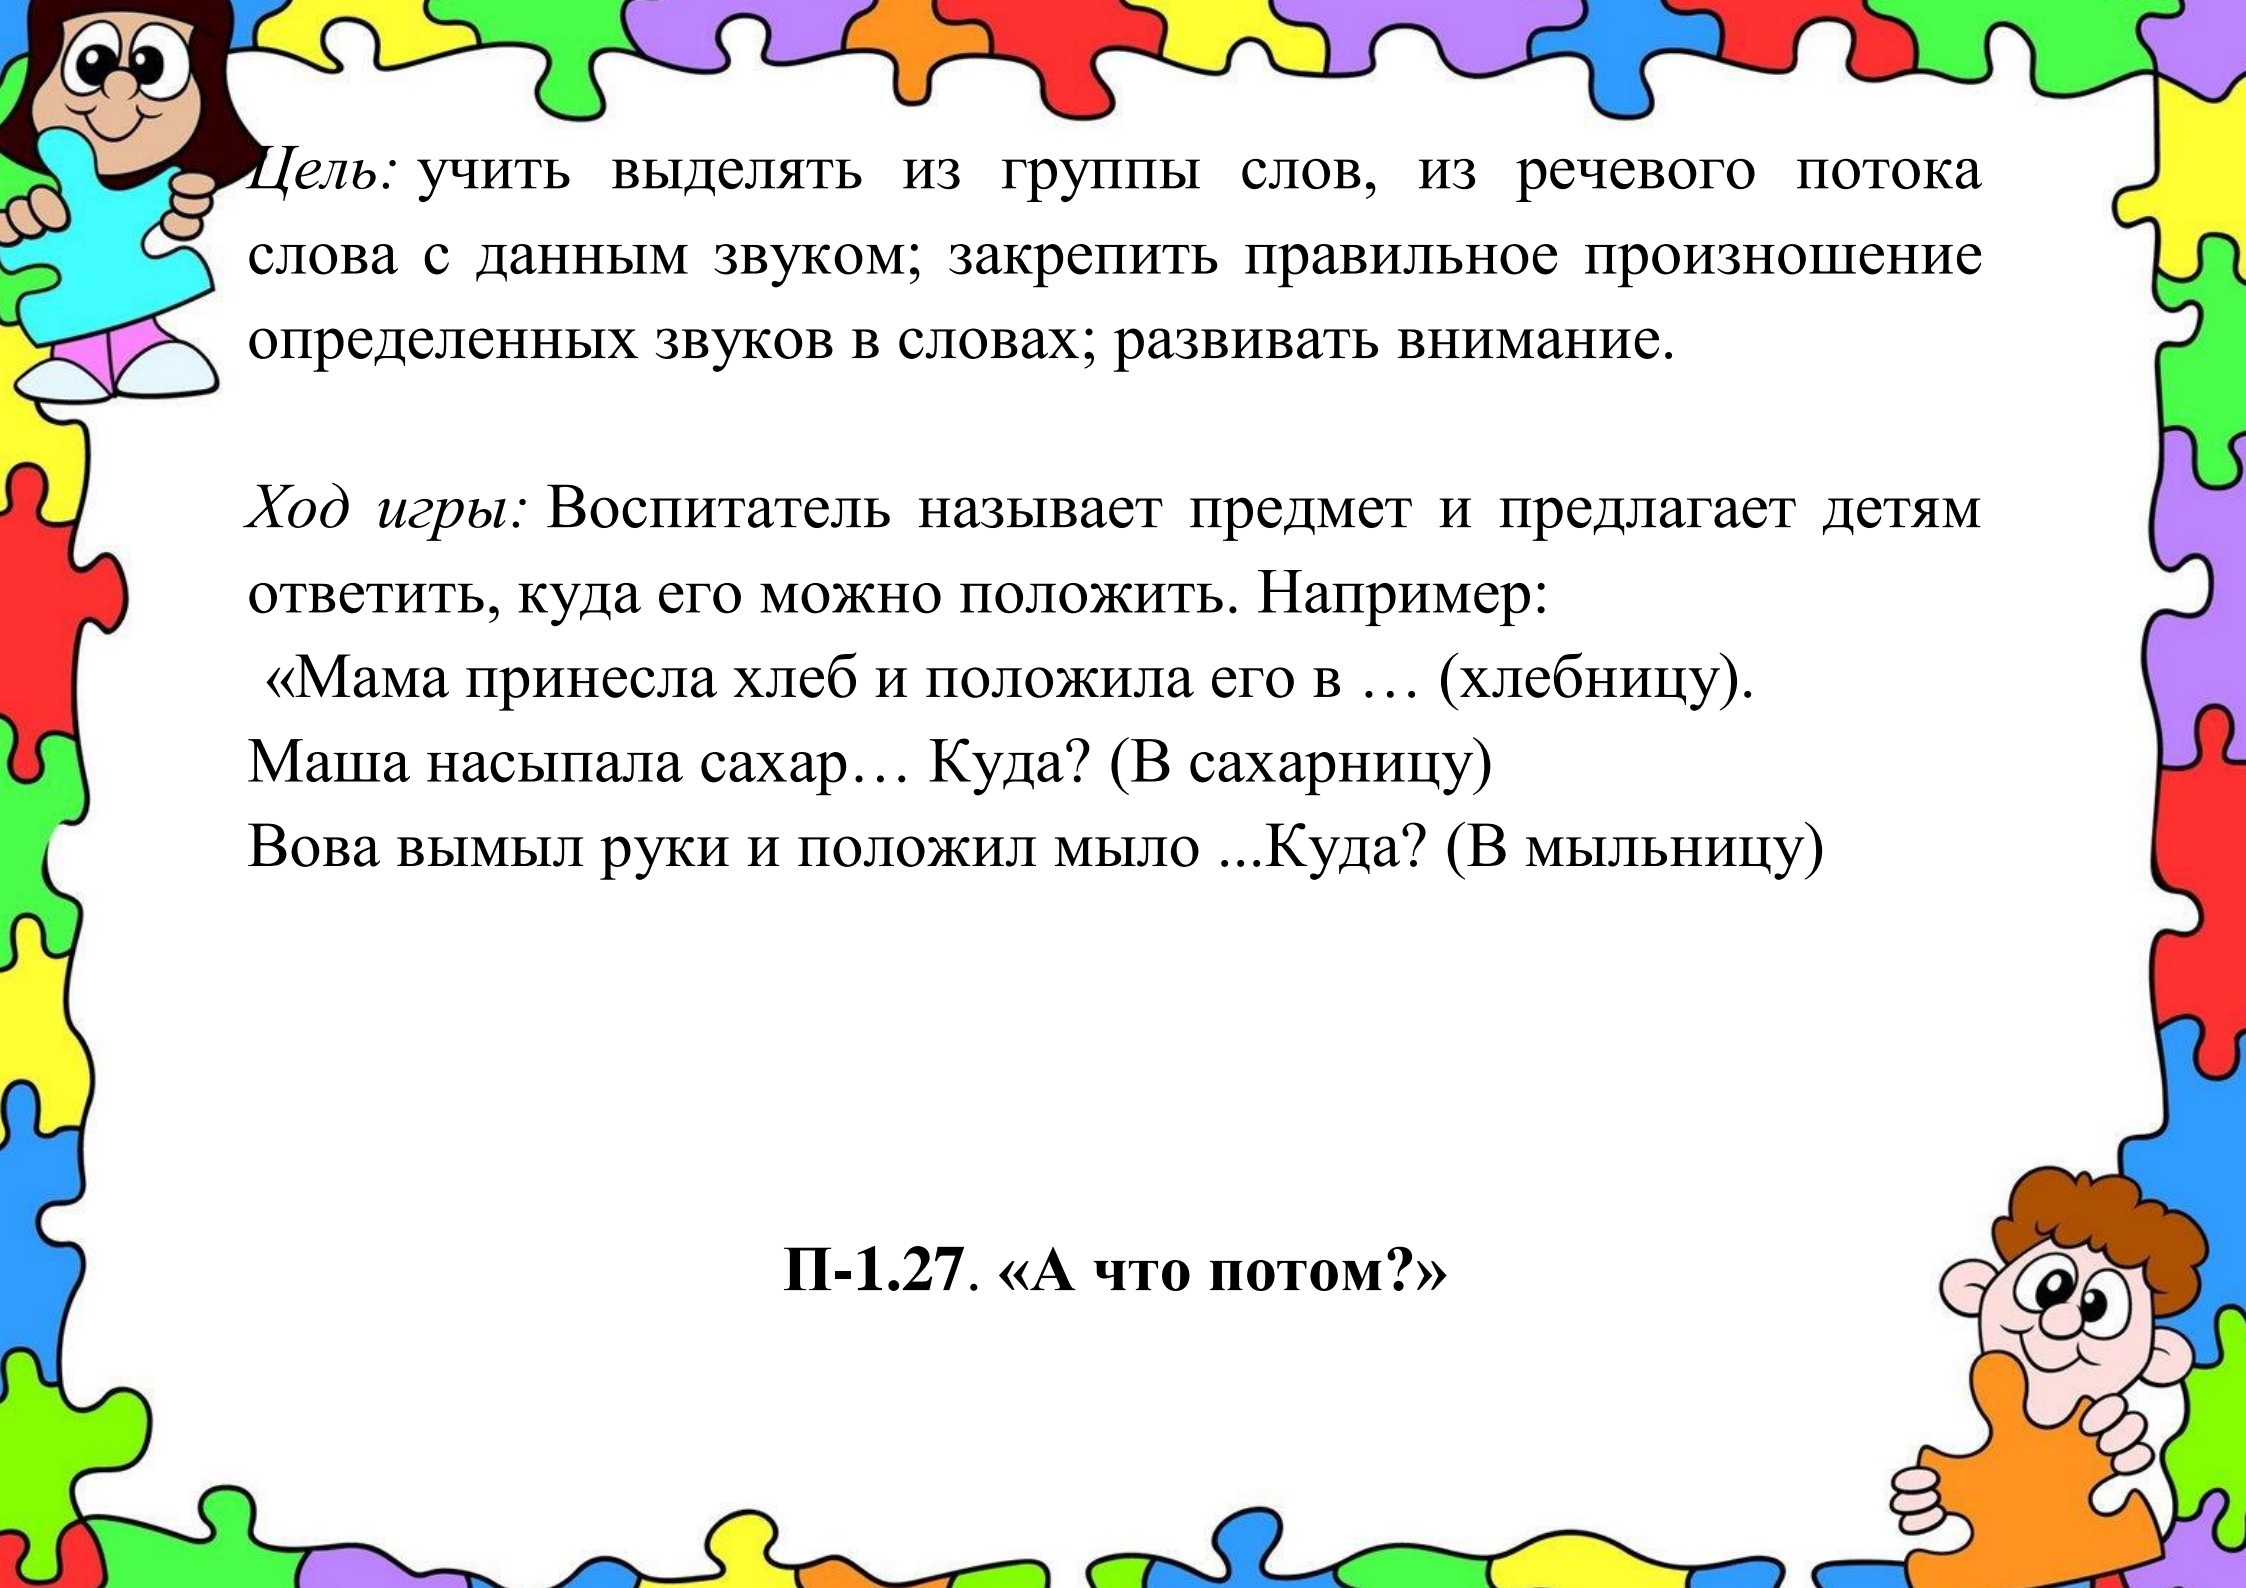 Цель: учить выделять из группы слов, из речевого потока
слова с данным звуком; закрепить правильное произношение
определенных звуков в словах; развивать внимание.
Ход игры: Воспитатель называет предмет и предлагает детям
ответить, куда его можно положить. Например:
«Мама принесла хлеб и положила его в … (хлебницу).
Маша насыпала сахар… Куда? (В сахарницу)
Вова вымыл руки и положил мыло ...Куда? (В мыльницу)
П-1.27. «А что потом?»